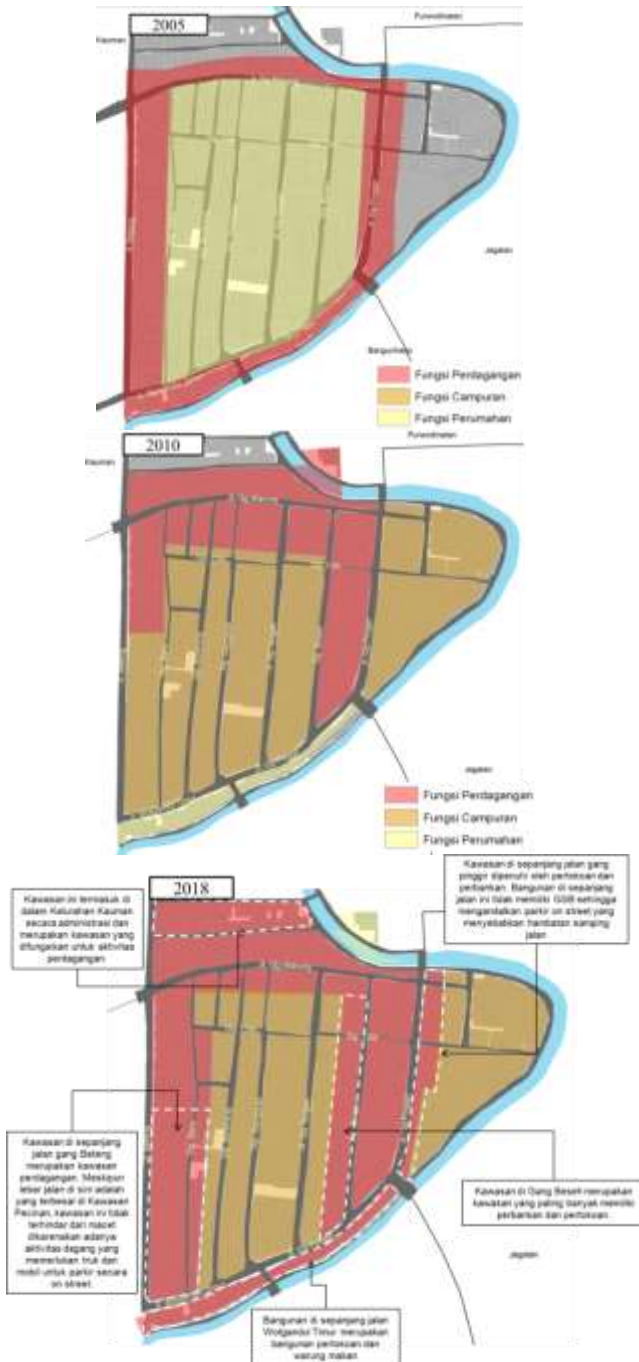 2005
Kauman
Purwodinatan
Jagalan
Fungsi Perdagangan
Fungsi Campuran
Fungsi Perumahan
2010
Kauman
Purwodinatan
Jagalan
Fungsi Perdagangan
Fungsi Campuran
Fungsi Perumahan
2018
Kawasan ini termasuk di
dalam Kelurahan Kauman
secara administrasi dan
merupakan kawasan yang
difungsikan untuk aktivitas
perdagangan.
Kawasan di sepanjang jalan gang
pinggir dipenuhi oleh pertokoan dan
perbankan. Bangunan di sepanjang
jalan ini tidak memiliki GSB sehingga
mengandalkan parkir on street yang
menyebabkan hambatan samping
jalan.
Kawasan di sepanjang
jalan gang Beteng
merupakan kawasan
perdagangan. Meskipun
lebar jalan di sini adalah
yang terbesar di Kawasan
Pecinan, kawasan ini tidak
terhindar dari macet
dikarenakan adanya
aktivitas dagang yang
memerlukan truk dan
mobil untuk parkir secara
on street.
Kawasan di Gang Besen merupakan
kawasan yang paling banyak memiliki
perbankan dan pertokoan.
Jagalan
Bangunan di sepanjang jalan
Wotgandul Timur merupakan
bangunan pertokoan dan
warung makan